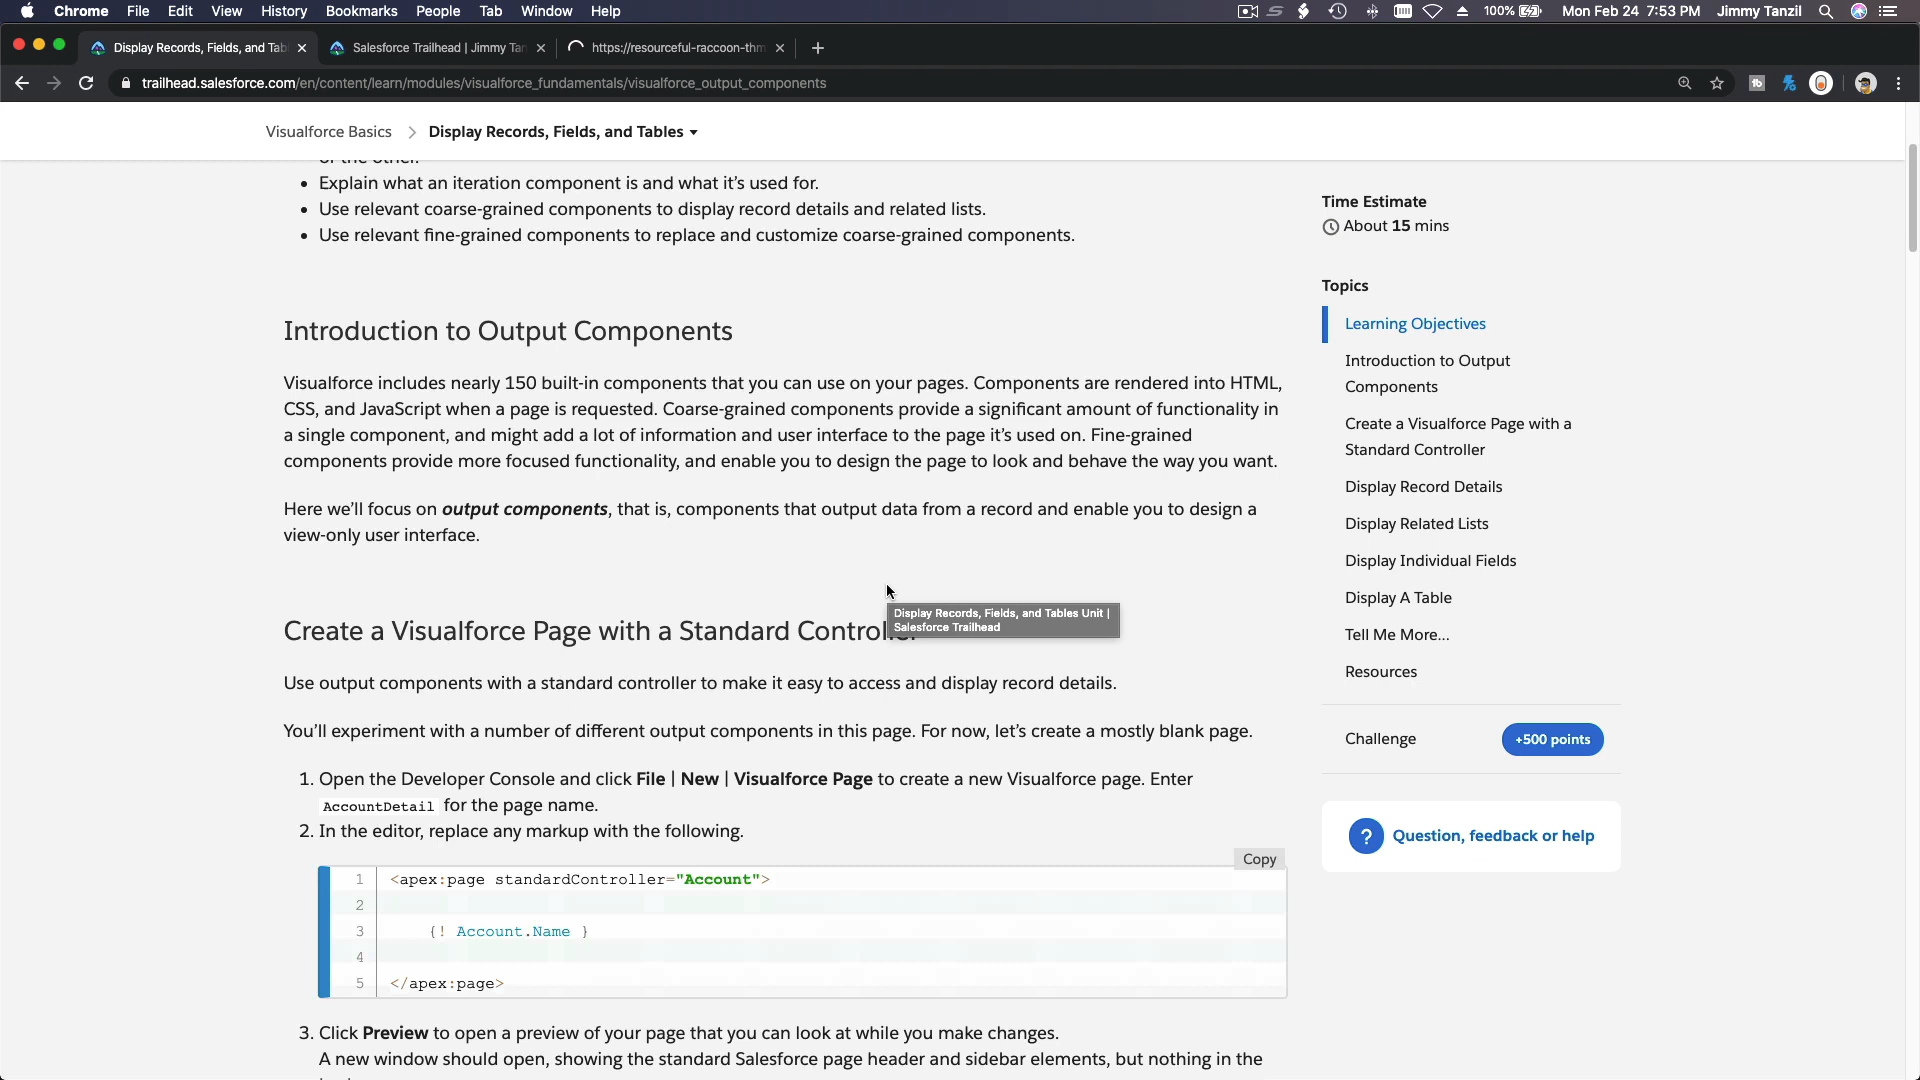 Chrome File Edit View History Bookmarks People Tab Window Help 100% Mon Feb 24 7:53 PM Jimmy Tanzil
Display Records, Fields, and Tab
Salesforce Trailhead | Jimmy Tan
https://resourceful-raccoon-thm
trailhead.salesforce.com/en/content/learn/modules/visualforce_fundamentals/visualforce_output_components
Visualforce Basics > Display Records, Fields, and Tables
or the other.
• Explain what an iteration component is and what it’s used for.
• Use relevant coarse-grained components to display record details and related lists.
• Use relevant fine-grained components to replace and customize coarse-grained components.
Introduction to Output Components
Visualforce includes nearly 150 built-in components that you can use on your pages. Components are rendered into HTML,
CSS, and JavaScript when a page is requested. Coarse-grained components provide a significant amount of functionality in
a single component, and might add a lot of information and user interface to the page it’s used on. Fine-grained
components provide more focused functionality, and enable you to design the page to look and behave the way you want.
Here we’ll focus on output components, that is, components that output data from a record and enable you to design a
view-only user interface.
Display Records, Fields, and Tables Unit |
Salesforce Trailhead
Create a Visualforce Page with a Standard Controller
Use output components with a standard controller to make it easy to access and display record details.
You’ll experiment with a number of different output components in this page. For now, let’s create a mostly blank page.
1. Open the Developer Console and click File | New | Visualforce Page to create a new Visualforce page. Enter
AccountDetail for the page name.
2. In the editor, replace any markup with the following.
Copy
1 <apex:page standardController="Account">
2
3 {! Account.Name }
4
5 </apex:page>
3. Click Preview to open a preview of your page that you can look at while you make changes.
A new window should open, showing the standard Salesforce page header and sidebar elements, but nothing in the
Time Estimate
About 15 mins
Topics
Learning Objectives
Introduction to Output
Components
Create a Visualforce Page with a
Standard Controller
Display Record Details
Display Related Lists
Display Individual Fields
Display A Table
Tell Me More...
Resources
Challenge +500 points
? Question, feedback or help